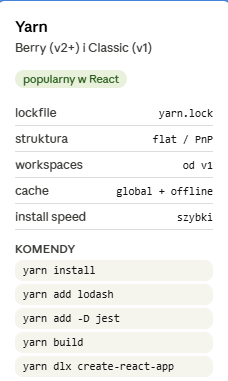 Yarn
Berry (v2+) i Classic (v1)
popularny w React
lockfile yarn.lock
struktura flat / PnP
workspaces od v1
cache global + offline
install speed szybki
KOMENDY
yarn install
yarn add lodash
yarn add -D jest
yarn build
yarn dlx create-react-app